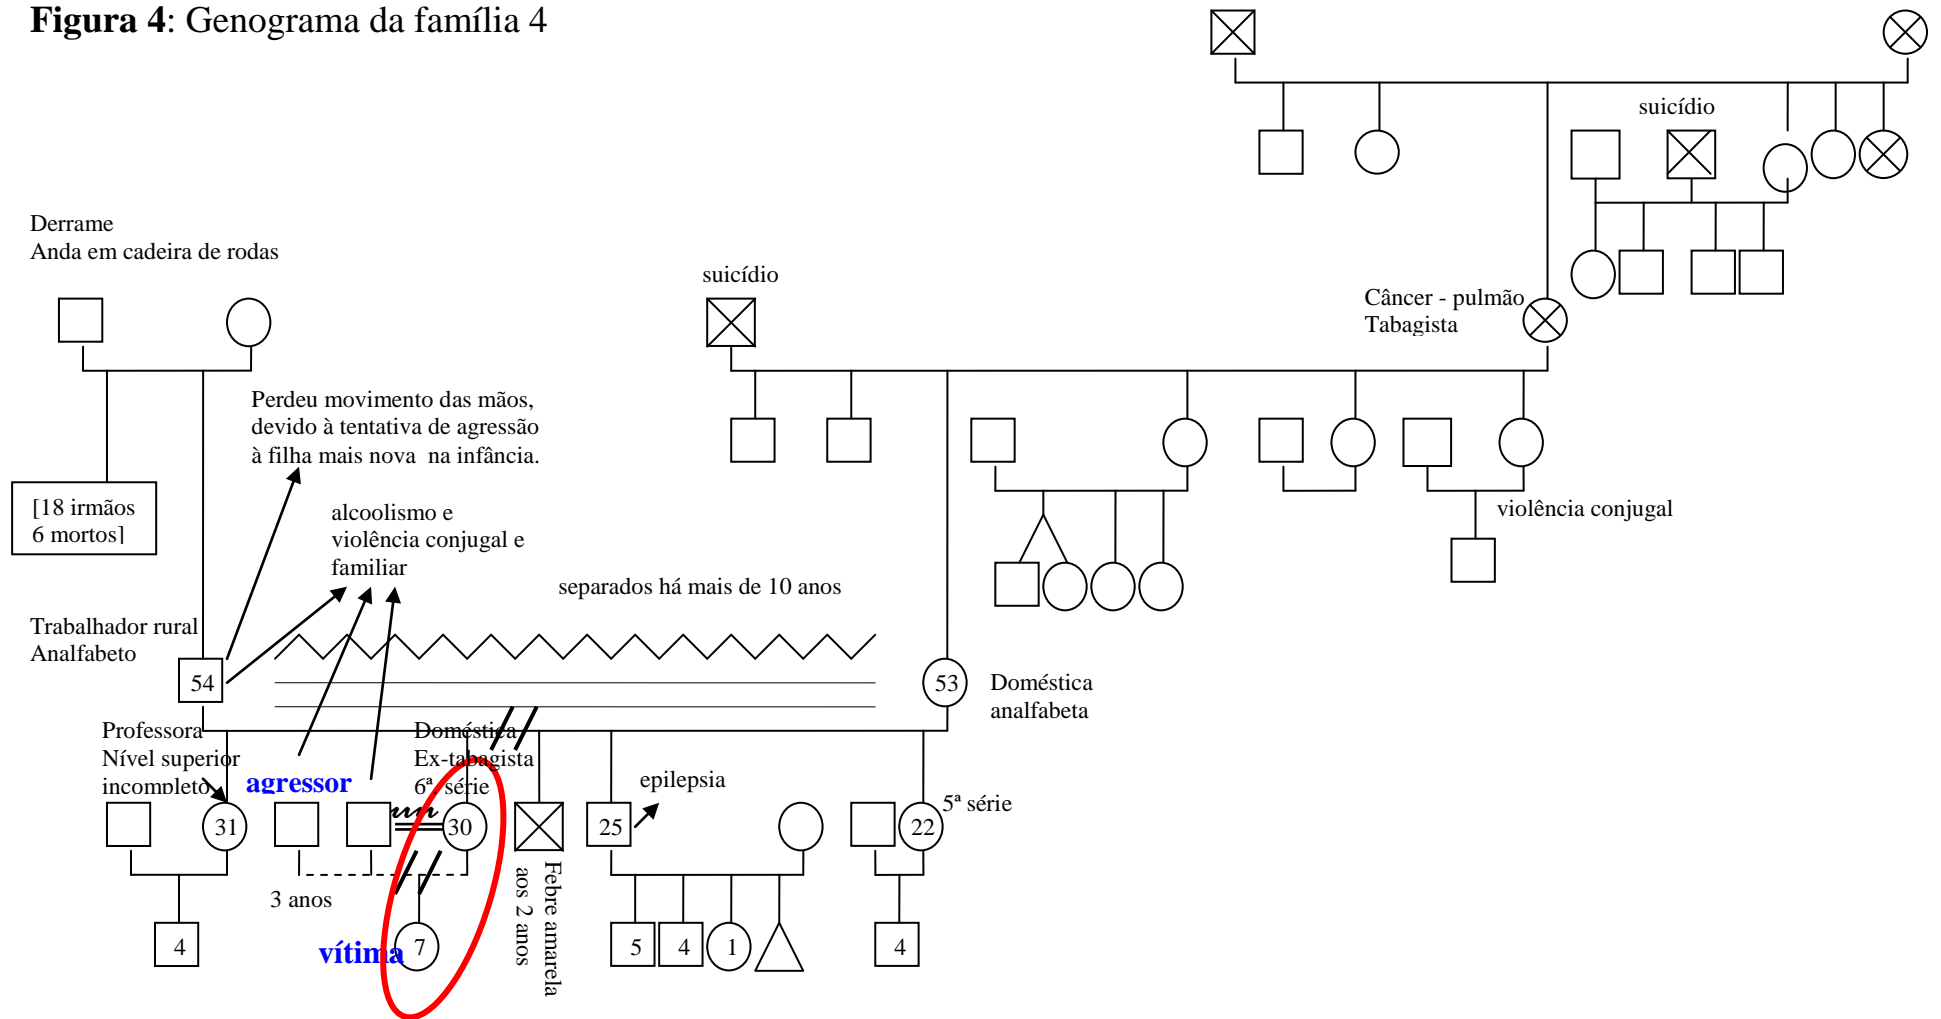 Figura 4: Genograma da família 4
suicídio
Derrame
Anda em cadeira de rodas
suicídio
Câncer - pulmão
Tabagista
Perdeu movimento das mãos,
devido à tentativa de agressão
à filha mais nova na infância.
[18 irmãos
6 mortos]
alcoolismo e
violência conjugal e
familiar
violência conjugal
separados há mais de 10 anos
Trabalhador rural
Analfabeto
54
53
Doméstica
analfabeta
Professora
Nível superior
incompleto
agressor
Doméstica
Ex-tabagista
6ª. série
epilepsia
5ª série
31
30
25
22
3 anos
Febre amarela
aos 2 anos
4
vítima
7
5
4
1
4